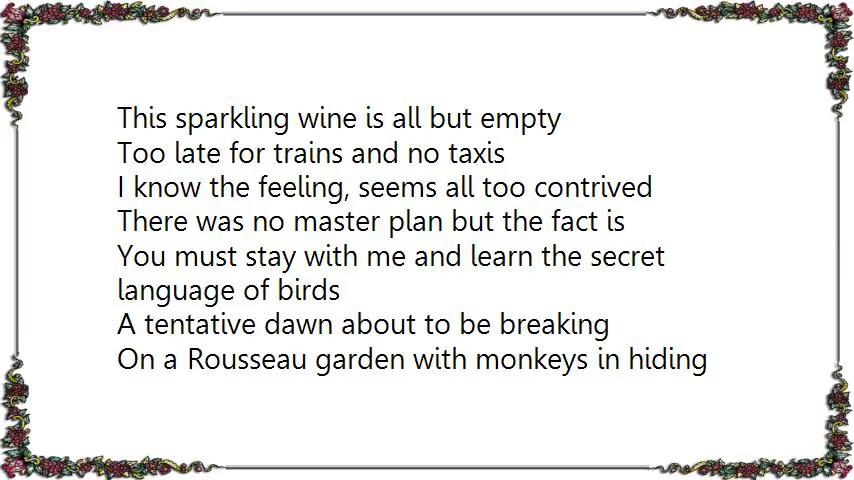 This sparkling wine is all but empty
Too late for trains and no taxis
I know the feeling, seems all too contrived
There was no master plan but the fact is
You must stay with me and learn the secret
language of birds
A tentative dawn about to be breaking
On a Rousseau garden with monkeys in hiding